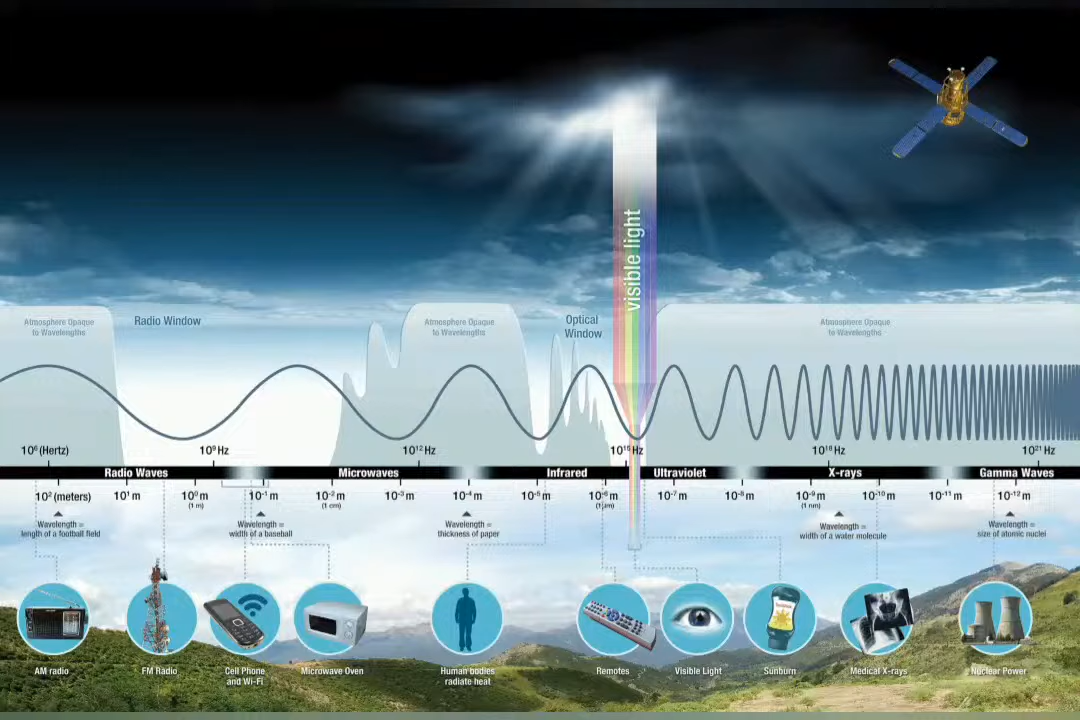 visible light
Atmosphere Opaque
to Wavelengths
Radio Window
Atmosphere Opaque
to Wavelengths
Optical
Window
Atmosphere Opaque
to Wavelengths
10⁶ (Hertz)
10⁹ Hz
10¹² Hz
10¹⁵ Hz
10¹⁸ Hz
10²¹ Hz
Radio Waves
Microwaves
Infrared
Ultraviolet
X-rays
Gamma Waves
10² (meters)
10¹ m
10⁰ m
(1 m)
10⁻¹ m
10⁻² m
(1 cm)
10⁻³ m
10⁻⁴ m
10⁻⁵ m
10⁻⁶ m
(1 µm)
10⁻⁷ m
10⁻⁸ m
10⁻⁹ m
(1 nm)
10⁻¹⁰ m
10⁻¹¹ m
10⁻¹² m
Wavelength =
length of a football field
Wavelength =
width of a baseball
Wavelength =
thickness of paper
Wavelength =
width of a water molecule
Wavelength =
size of atomic nuclei
AM radio
FM Radio
Cell Phone
and Wi-Fi
Microwave Oven
Human bodies
radiate heat
Remotes
Visible Light
Sunburn
Medical X-rays
Nuclear Power